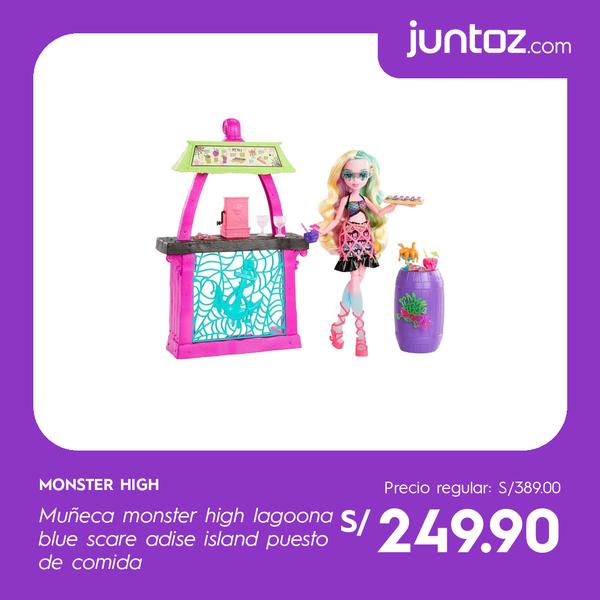 juntoz.com
MENU
MONSTER HIGH
Muñeca monster high lagoona
blue scare adise island puesto
de comida
Precio regular: S/389.00
S/ 249.90